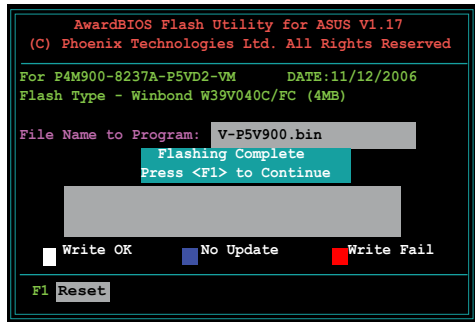 AwardBIOS Flash Utility for ASUS V1.17
(C) Phoenix Technologies Ltd. All Rights Reserved
For P4M900-8237A-P5VD2-VM DATE:11/12/2006
Flash Type - Winbond W39V040C/FC (4MB)
File Name to Program: V-P5V900.bin
Flashing Complete
Press <F1> to Continue
Write OK No Update Write Fail
F1 Reset